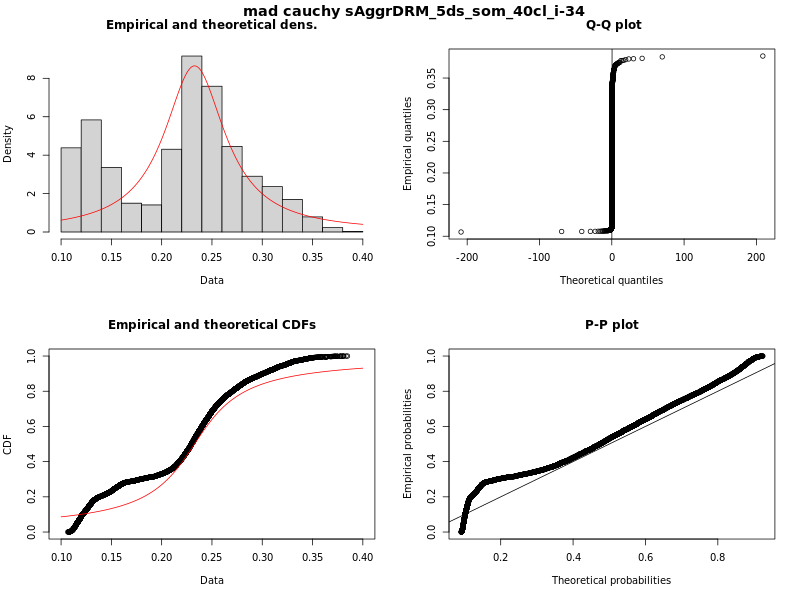 mad cauchy sAggrDRM_5ds_som_40cl_i-34
Empirical and theoretical dens.
Density
0 2 4 6 8
0.10 0.15 0.20 0.25 0.30 0.35 0.40
Data
Q-Q plot
Empirical quantiles
0.10 0.15 0.20 0.25 0.30 0.35
-200 -100 0 100 200
Theoretical quantiles
Empirical and theoretical CDFs
CDF
0.0 0.2 0.4 0.6 0.8 1.0
0.10 0.15 0.20 0.25 0.30 0.35 0.40
Data
P-P plot
Empirical probabilities
0.0 0.2 0.4 0.6 0.8 1.0
0.2 0.4 0.6 0.8
Theoretical probabilities